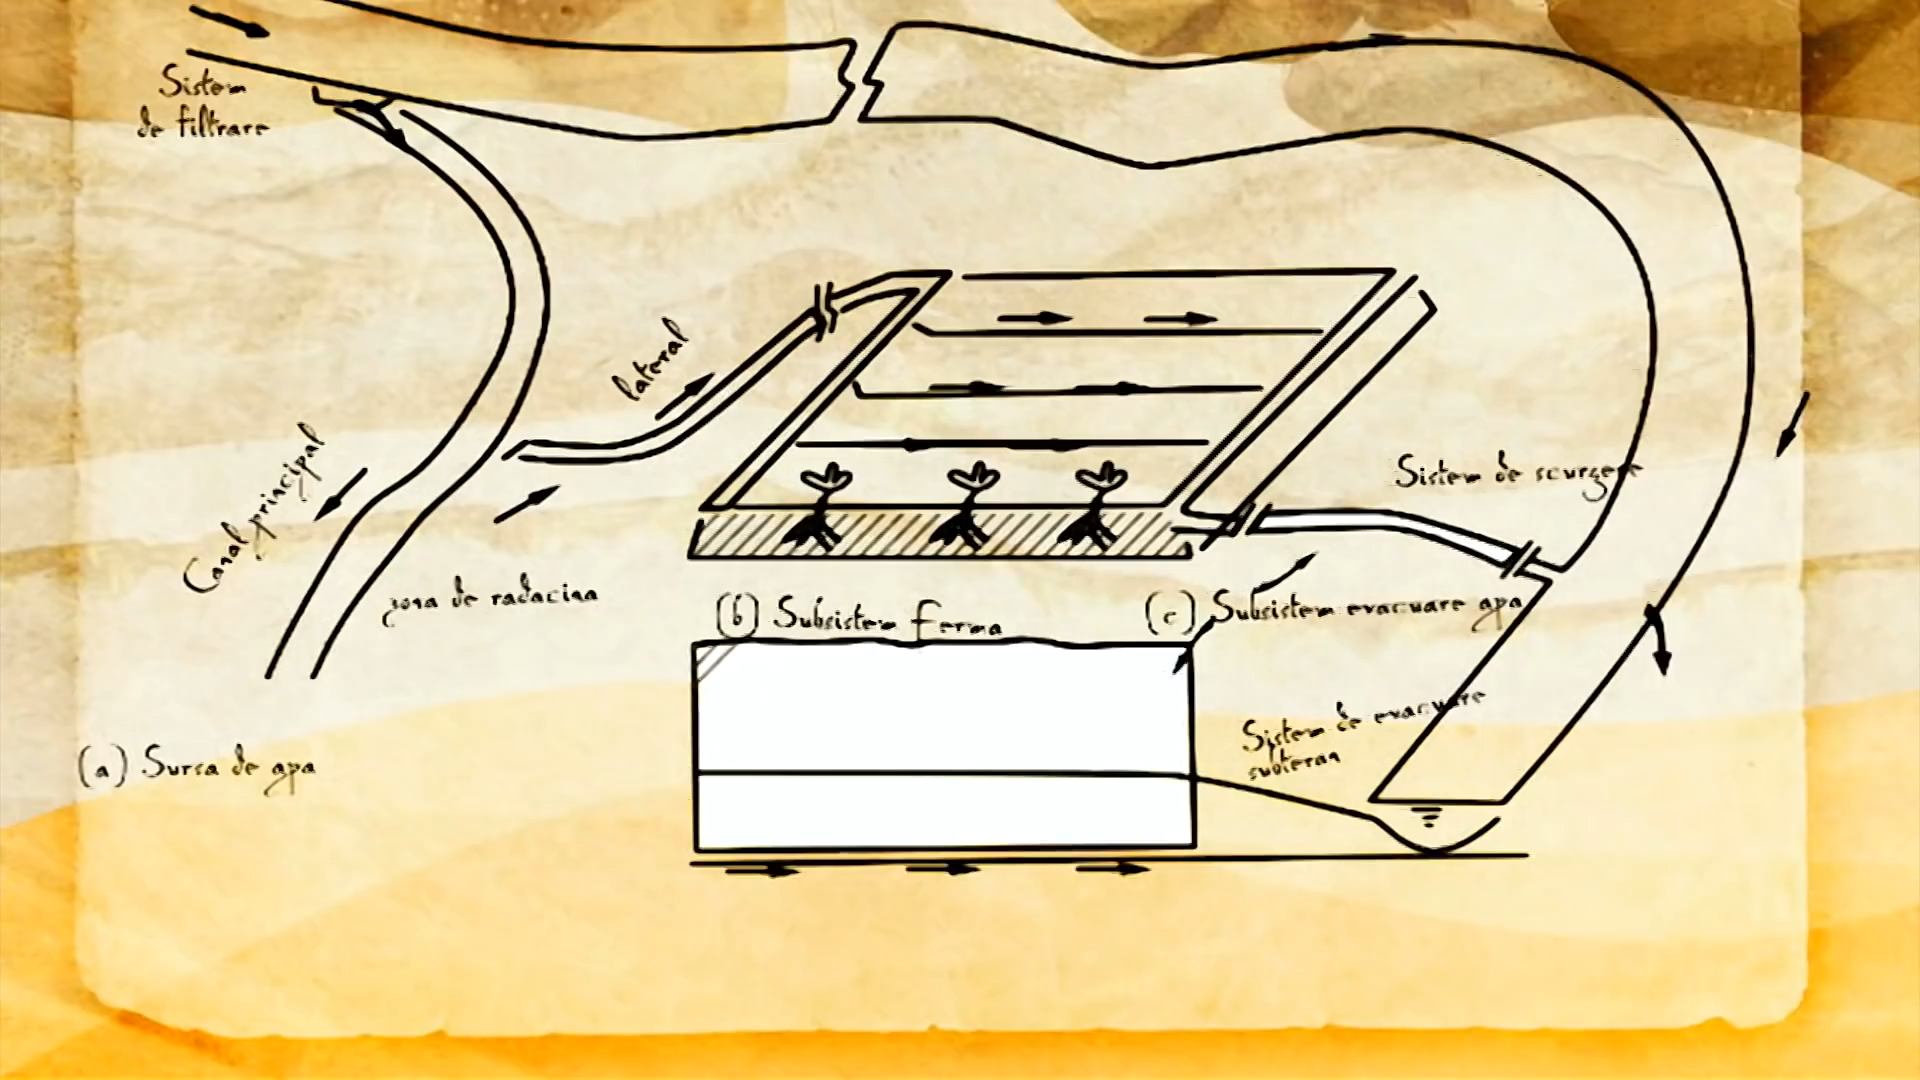 Sistem
de filtrare
lateral
Canal principal
Sistem de scurgere
zona de radacina
(b) Subsistem Ferma
(c) Subsistem evacuare apa
Sistem de evacuare
subteran
(a) Sursa de apa